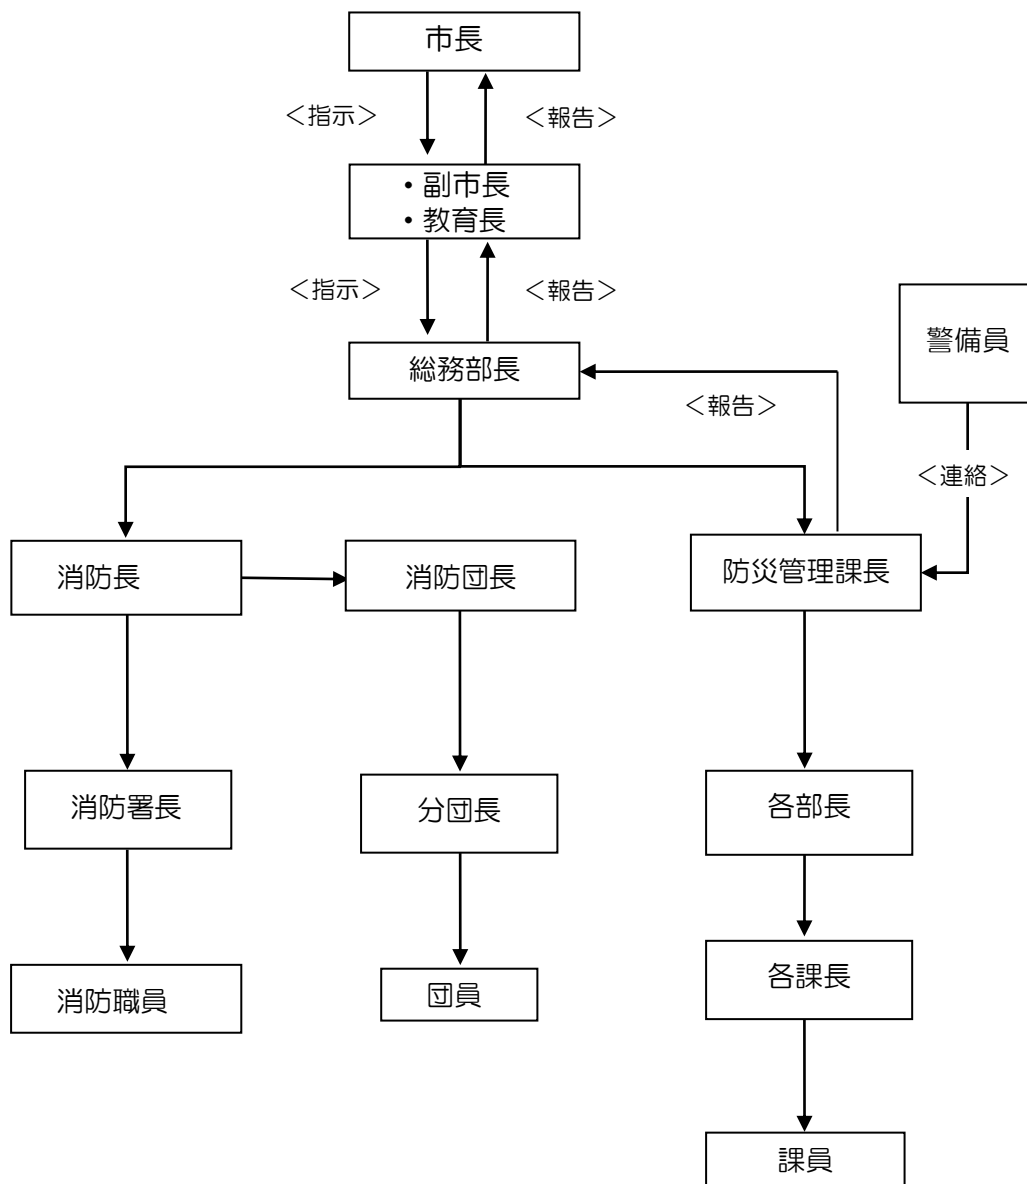 市長
<指示>
<報告>
・副市長
・教育長
<指示>
<報告>
警備員
総務部長
<報告>
<連絡>
消防長
消防団長
防災管理課長
消防署長
分団長
各部長
各課長
消防職員
団員
課員